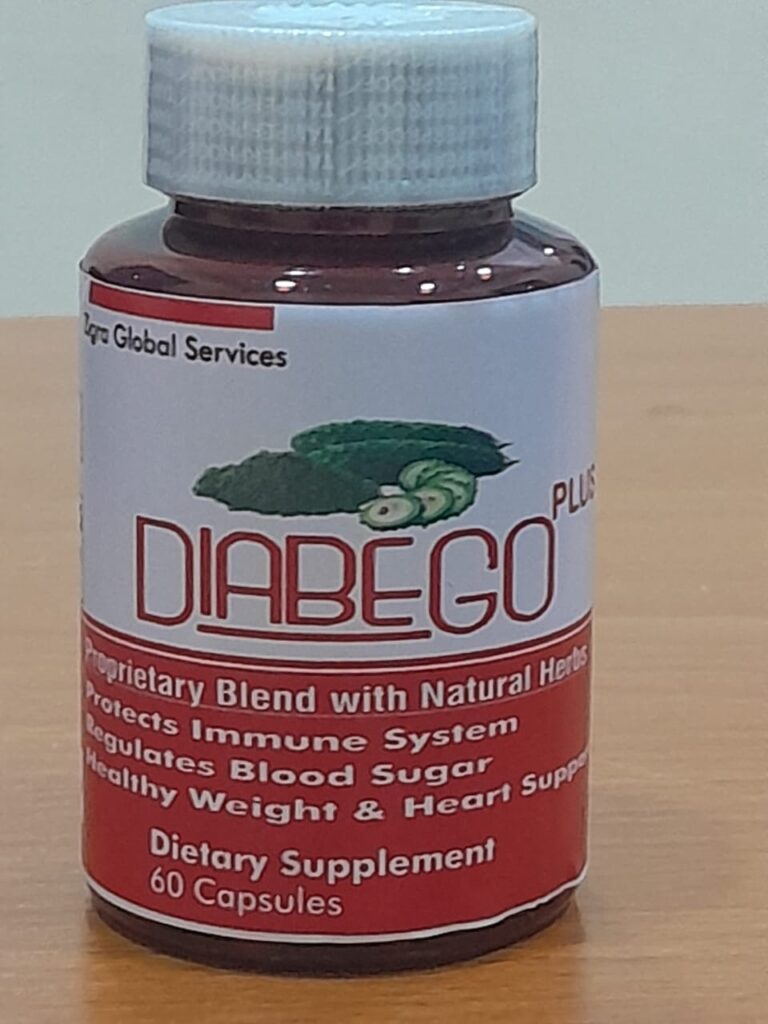 Zgra Global Services
DIABEGO PLUS
Proprietary Blend with Natural Herbs
Protects Immune System
Regulates Blood Sugar
Healthy Weight & Heart
Dietary Supplement
60 Capsules